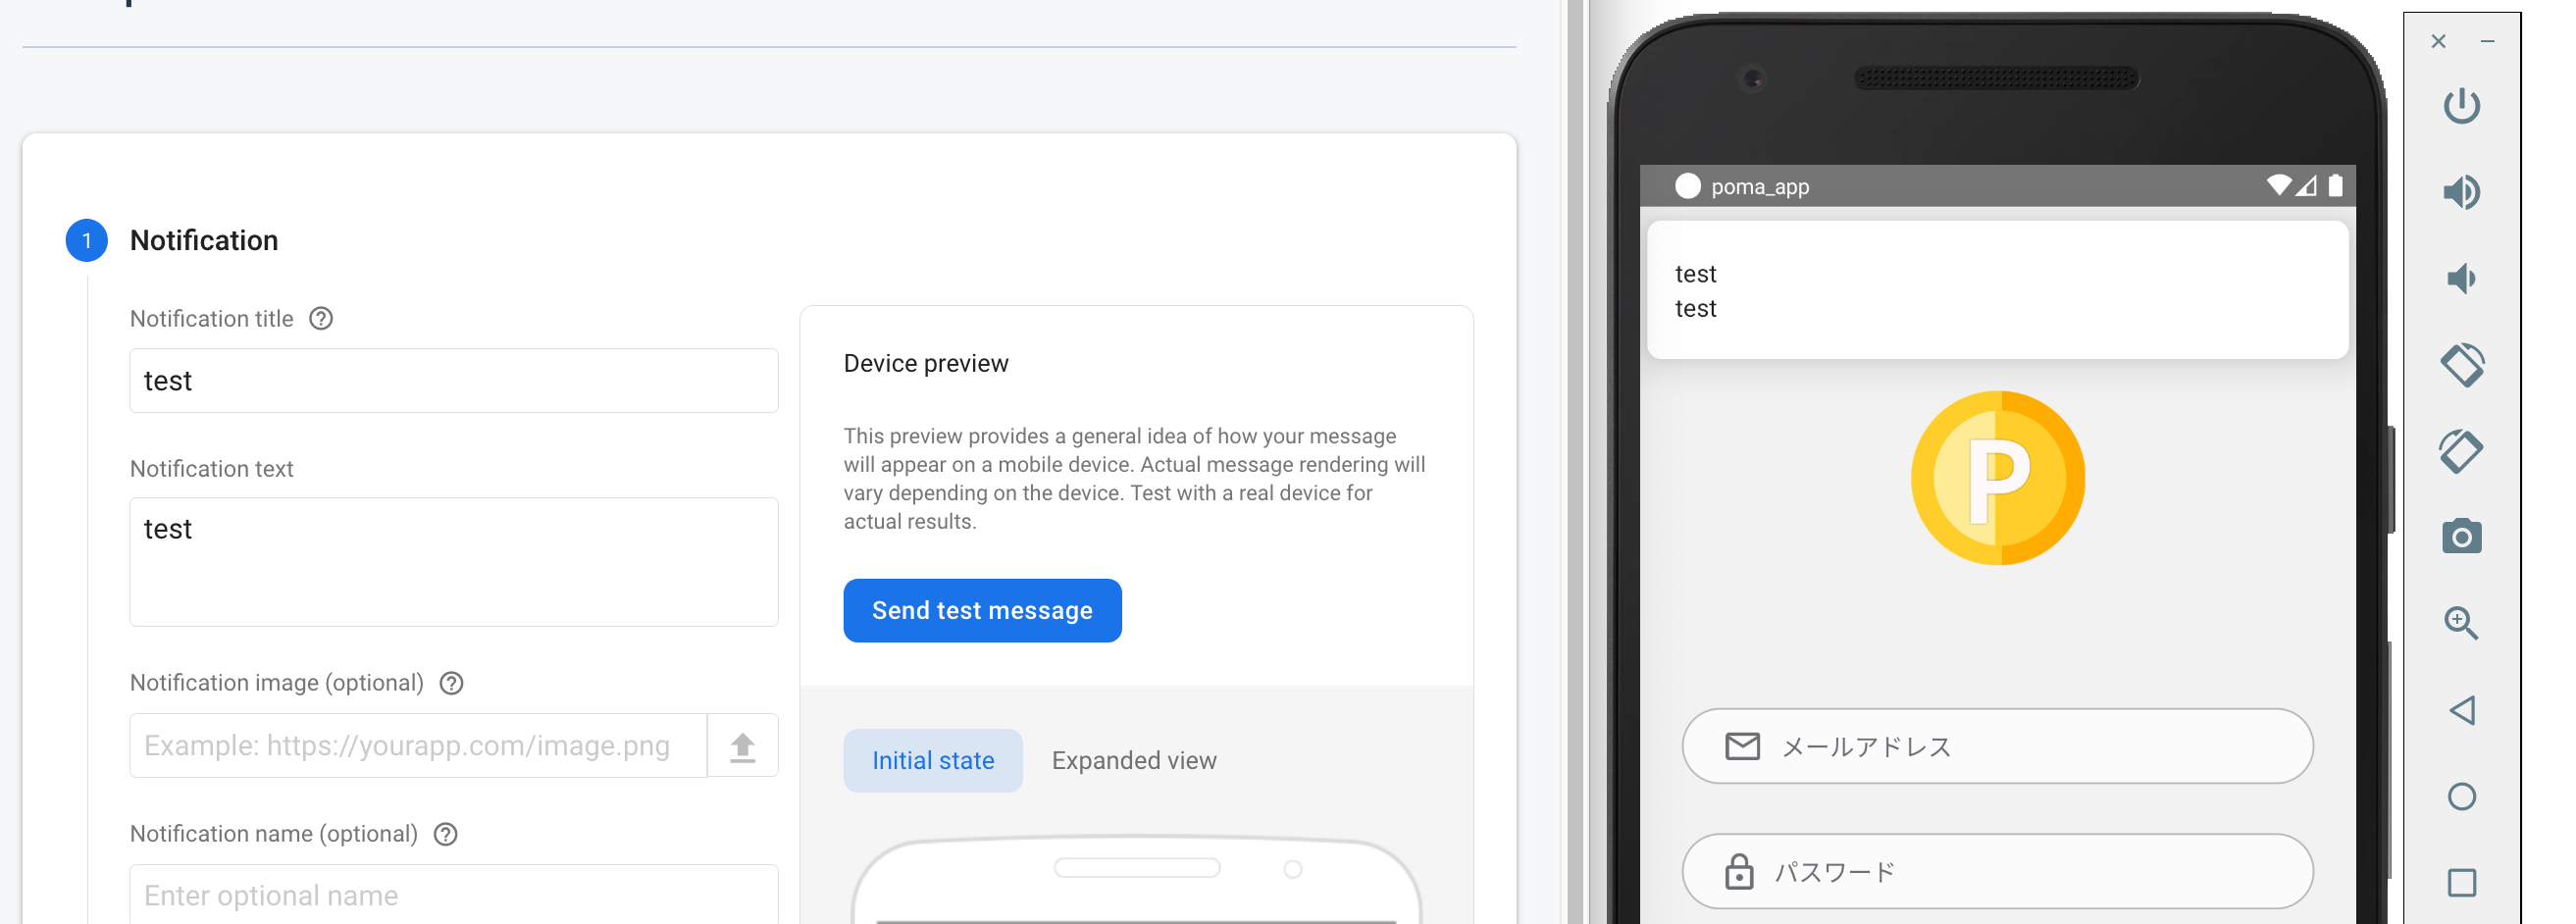 1 Notification
Notification title
test
Notification text
test
Notification image (optional)
Example: https://yourapp.com/image.png
Notification name (optional)
Enter optional name
Device preview
This preview provides a general idea of how your message
will appear on a mobile device. Actual message rendering will
vary depending on the device. Test with a real device for
actual results.
Send test message
Initial state Expanded view
poma_app
test
test
P
メールアドレス
パスワード